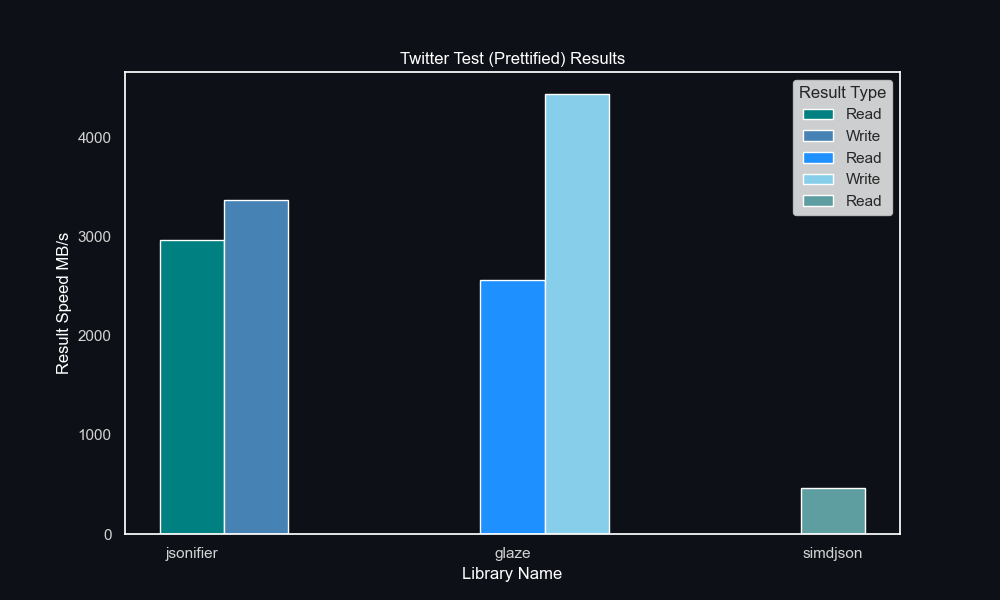 Twitter Test (Prettified) Results
Result Type
Read
Write
Read
Write
Read
Result Speed MB/s
4000
3000
2000
1000
0
jsonifier
glaze
simdjson
Library Name